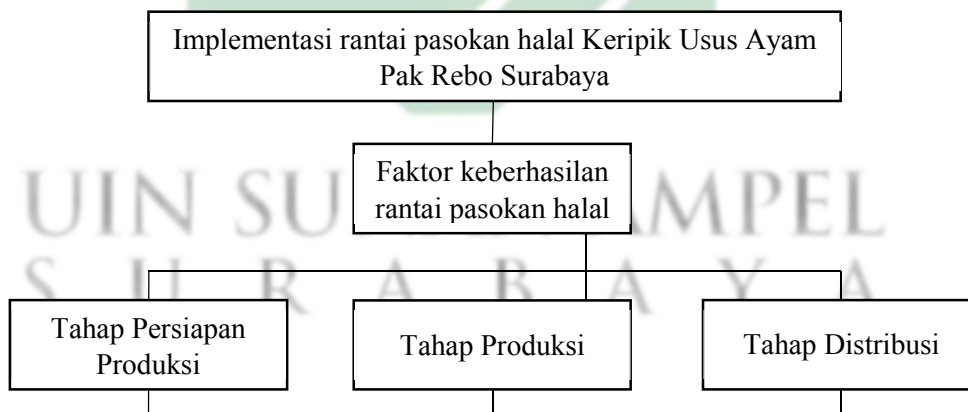 Implementasi rantai pasokan halal Keripik Usus Ayam
Pak Rebo Surabaya
Faktor keberhasilan
rantai pasokan halal
UIN SU AMPEL
S U R A B A Y A
Tahap Persiapan
Produksi
Tahap Produksi
Tahap Distribusi